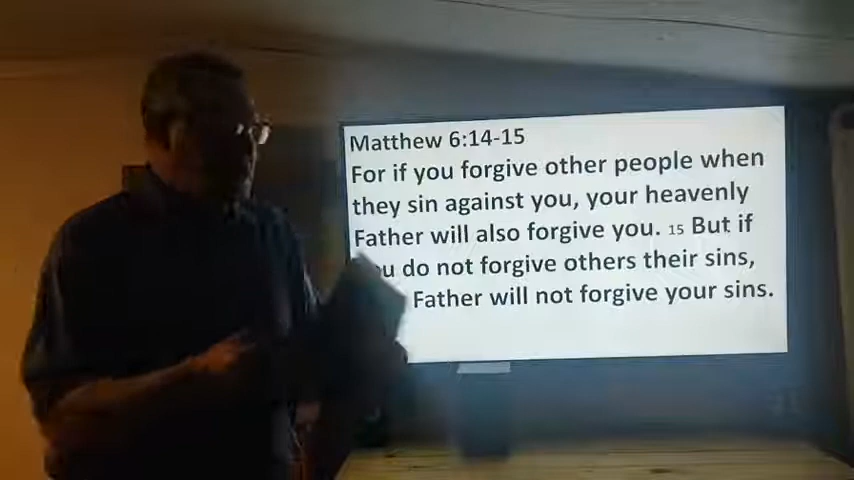 Matthew 6:14-15
For if you forgive other people when
they sin against you, your heavenly
Father will also forgive you. 15 But if
you do not forgive others their sins,
Father will not forgive your sins.